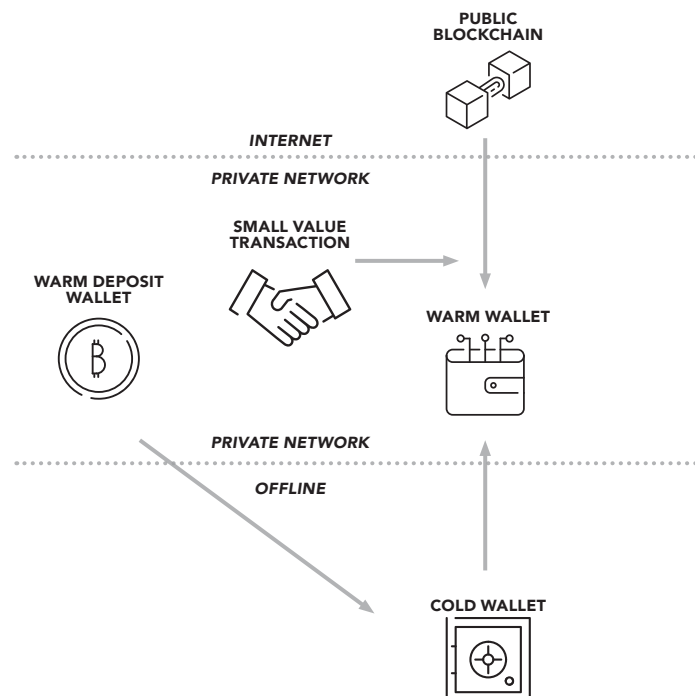 PUBLIC
BLOCKCHAIN
INTERNET
PRIVATE NETWORK
SMALL VALUE
TRANSACTION
WARM DEPOSIT
WALLET
WARM WALLET
PRIVATE NETWORK
OFFLINE
COLD WALLET